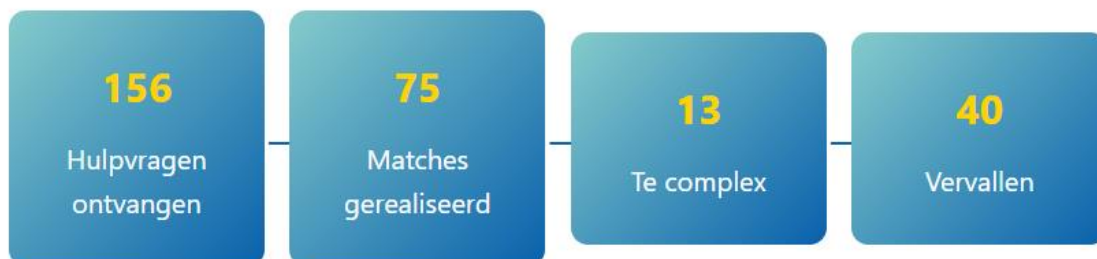 156
Hulpvragen
ontvangen
75
Matches
gerealiseerd
13
Te complex
40
Vervallen